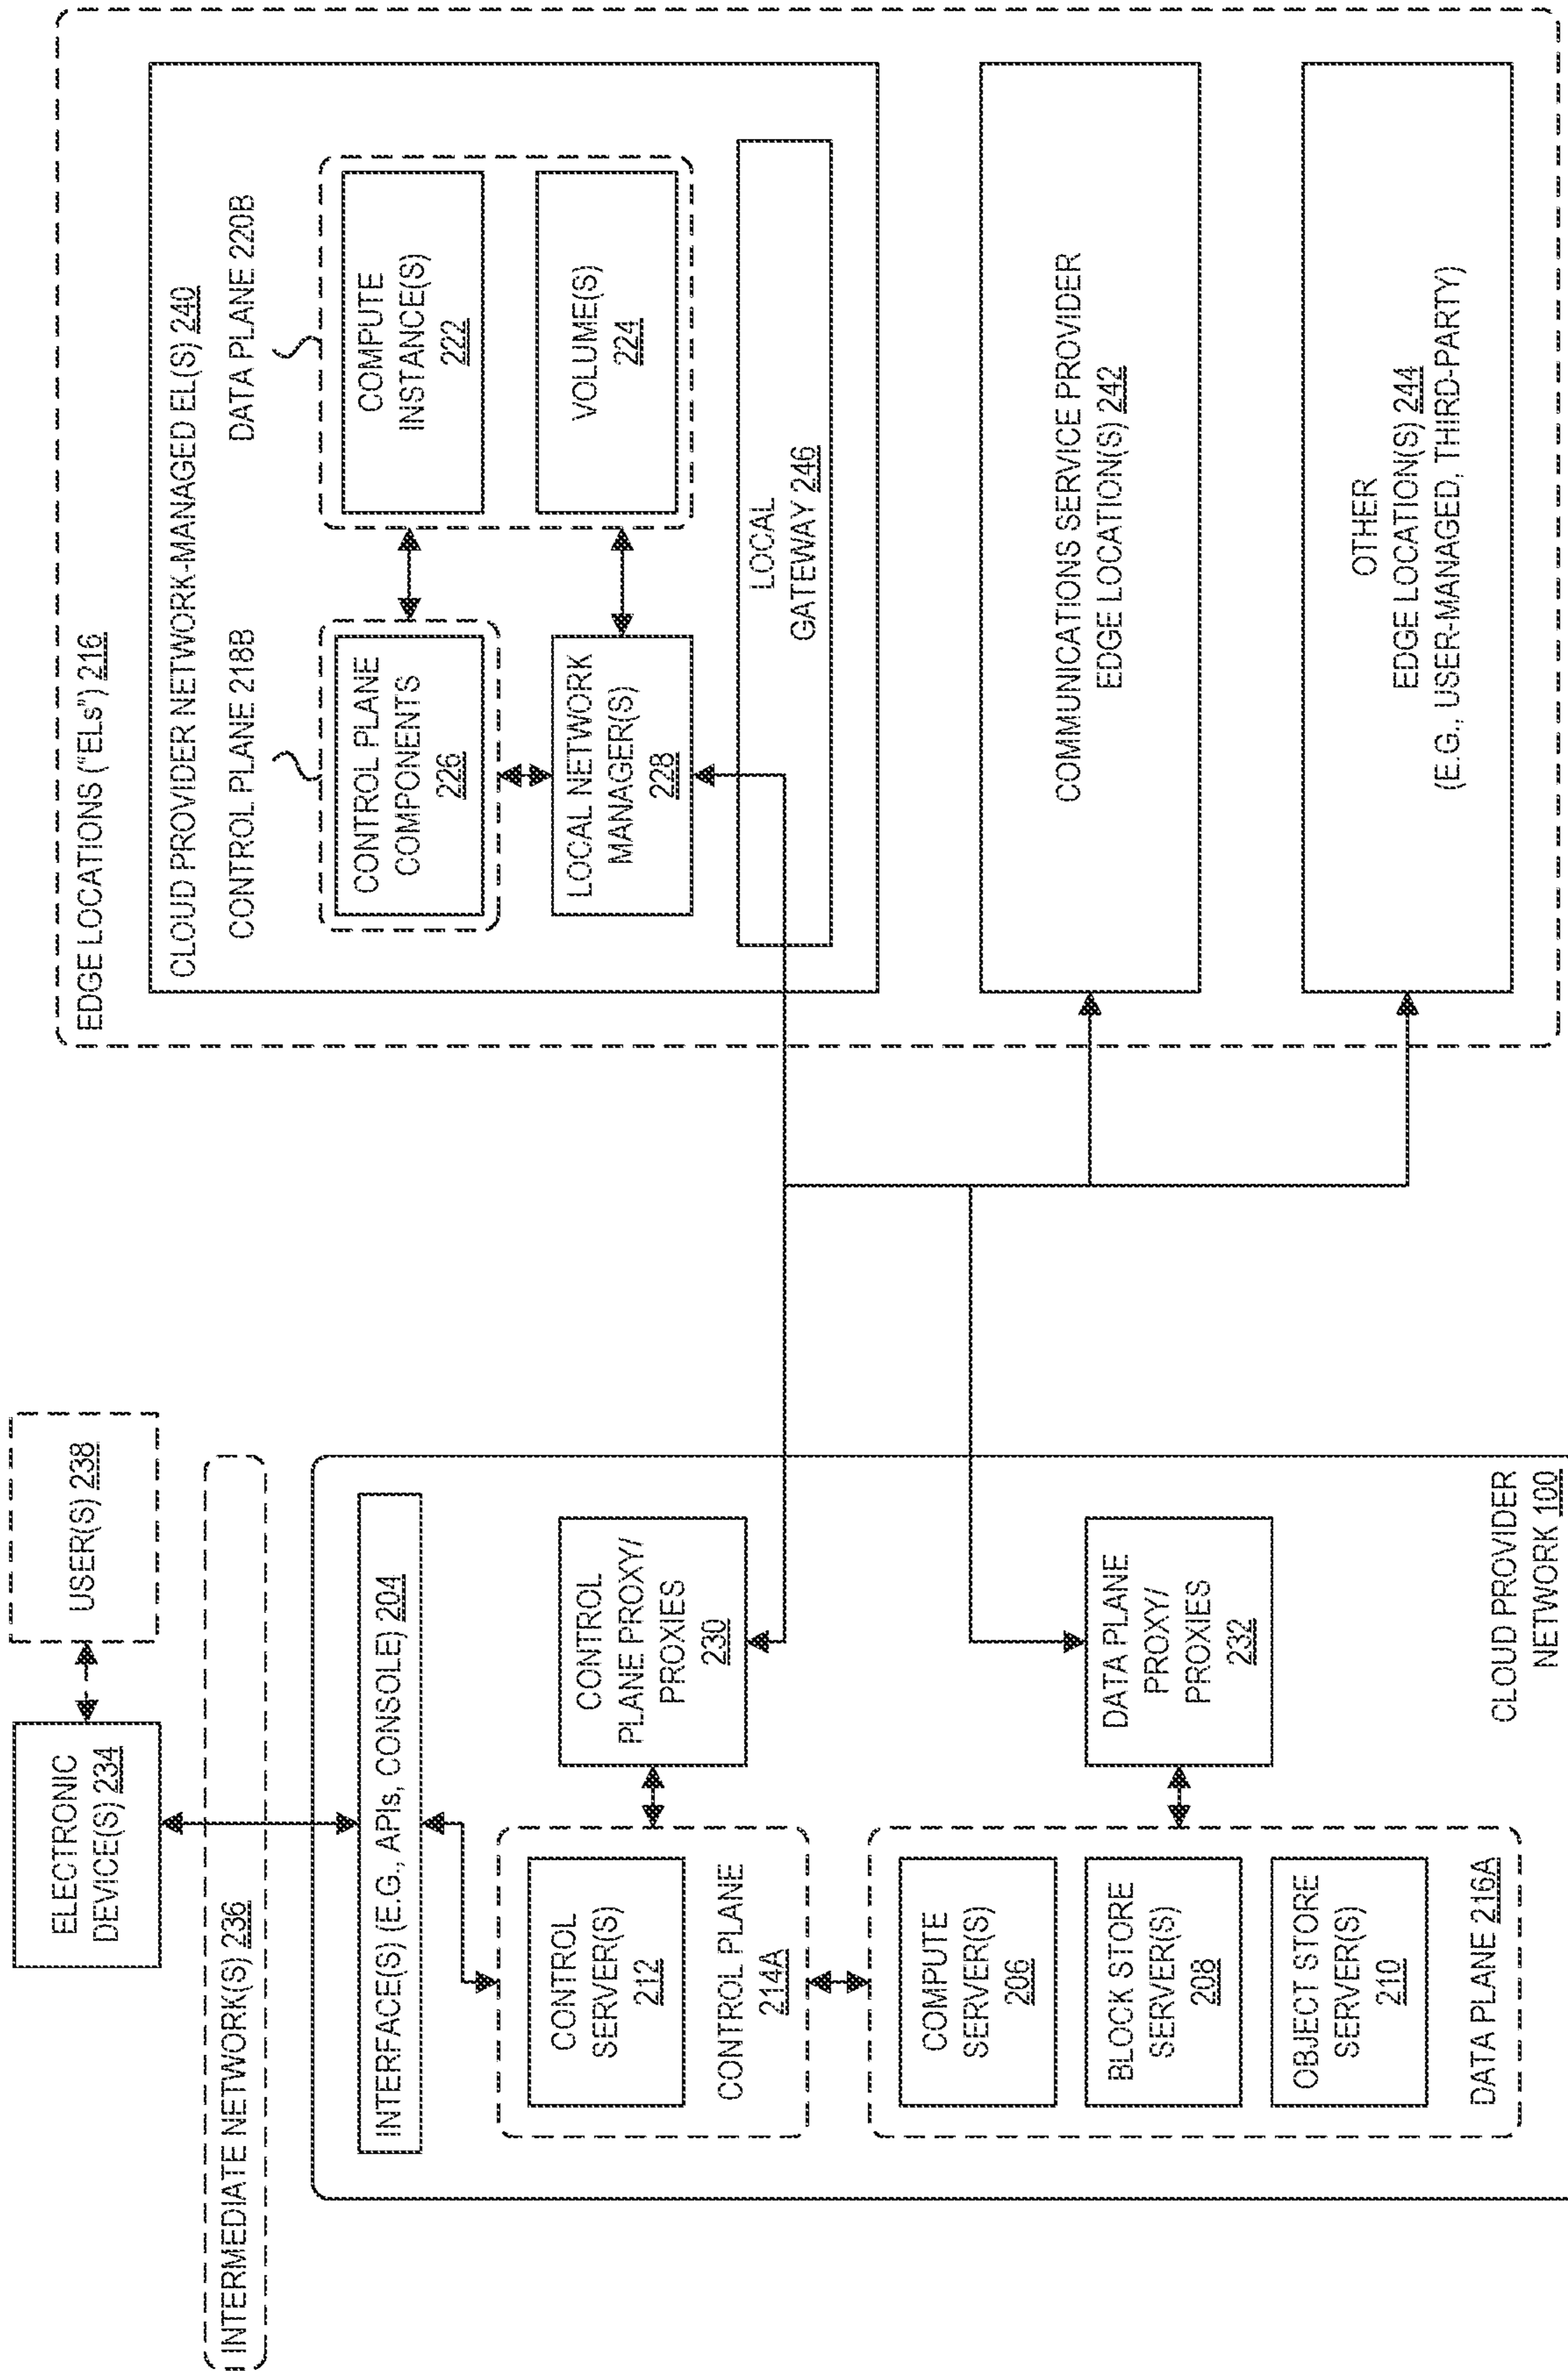 ELECTRONIC
DEVICE(S) 234
USER(S) 238
INTERMEDIATE NETWORK(S) 236
INTERFACE(S) (E.G., APIs, CONSOLE) 204
CONTROL
SERVER(S)
212
CONTROL PLANE
214A
CONTROL
PLANE PROXY/
PROXIES
230
COMPUTE
SERVER(S)
206
BLOCK STORE
SERVER(S)
208
OBJECT STORE
SERVER(S)
210
DATA PLANE 216A
DATA PLANE
PROXY/
PROXIES
232
CLOUD PROVIDER
NETWORK 100
EDGE LOCATIONS ("ELs") 216
CLOUD PROVIDER NETWORK-MANAGED EL(S) 240
CONTROL PLANE 218B
DATA PLANE 220B
CONTROL PLANE
COMPONENTS
226
COMPUTE
INSTANCE(S)
222
LOCAL NETWORK
MANAGER(S)
228
VOLUME(S)
224
LOCAL
GATEWAY 246
COMMUNICATIONS SERVICE PROVIDER
EDGE LOCATION(S) 242
OTHER
EDGE LOCATION(S) 244
(E.G., USER-MANAGED, THIRD-PARTY)